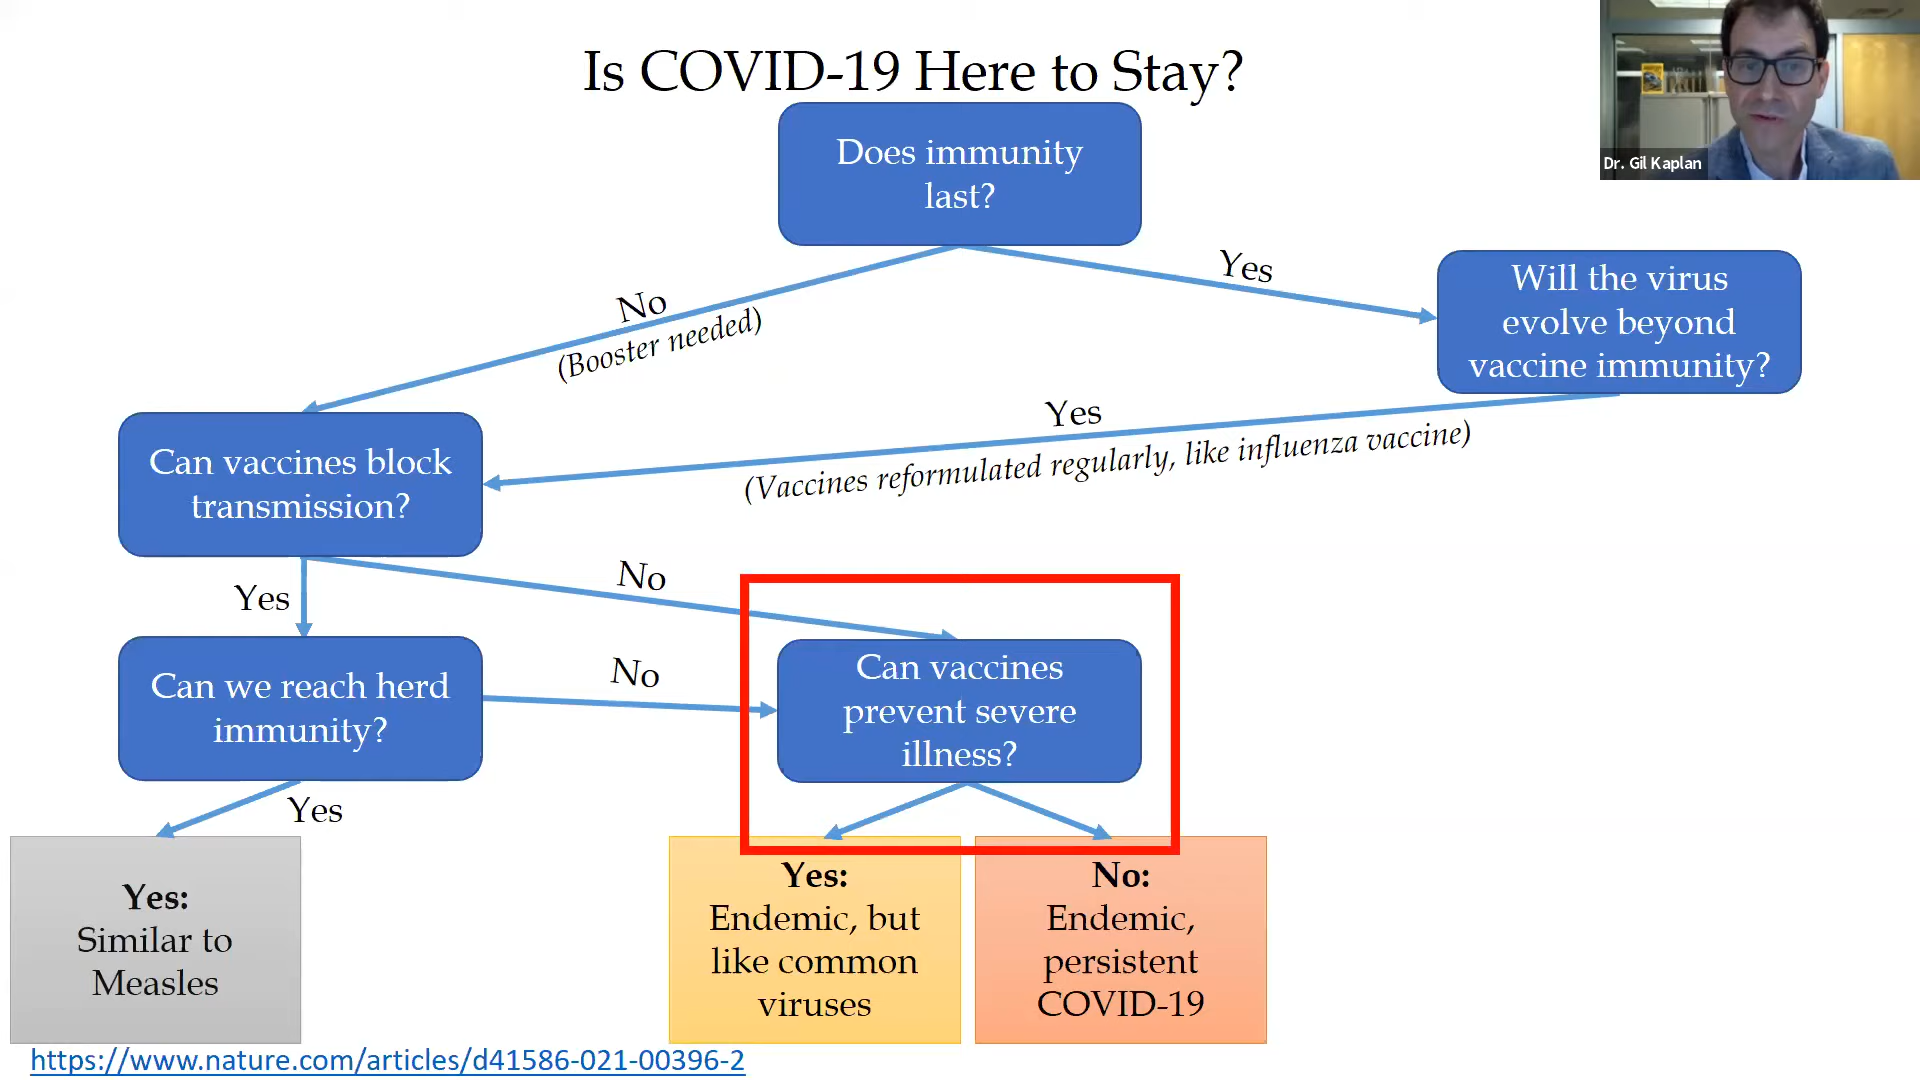 Is COVID-19 Here to Stay?
Dr. Gil Kaplan
Does immunity
last?
Yes
Will the virus
evolve beyond
vaccine immunity?
No
(Booster needed)
Yes
(Vaccines reformulated regularly, like influenza vaccine)
Can vaccines block
transmission?
No
Yes
Can we reach herd
immunity?
No
Can vaccines
prevent severe
illness?
Yes
Yes:
Similar to
Measles
Yes:
Endemic, but
like common
viruses
No:
Endemic,
persistent
COVID-19
https://www.nature.com/articles/d41586-021-00396-2